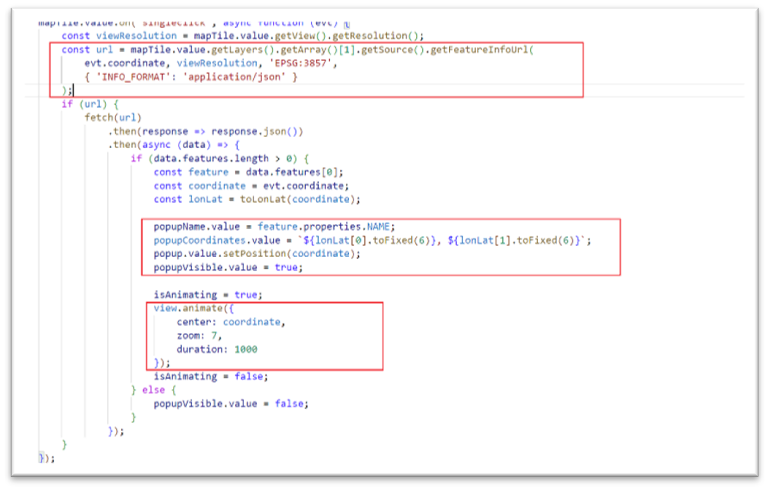 mapTile.value.on('singleclick', async function (evt) {
const viewResolution = mapTile.value.getView().getResolution();
const url = mapTile.value.getLayers().getArray()[1].getSource().getFeatureInfoUrl(
evt.coordinate, viewResolution, 'EPSG:3857',
{ 'INFO_FORMAT': 'application/json' }
);
if (url) {
fetch(url)
.then(response => response.json())
.then(async (data) => {
if (data.features.length > 0) {
const feature = data.features[0];
const coordinate = evt.coordinate;
const lonLat = toLonLat(coordinate);
popupName.value = feature.properties.NAME;
popupCoordinates.value = `${lonLat[0].toFixed(6)}, ${lonLat[1].toFixed(6)}`;
popup.value.setPosition(coordinate);
popupVisible.value = true;
isAnimating = true;
view.animate({
center: coordinate,
zoom: 7,
duration: 1000
});
isAnimating = false;
} else {
popupVisible.value = false;
}
});
}
});